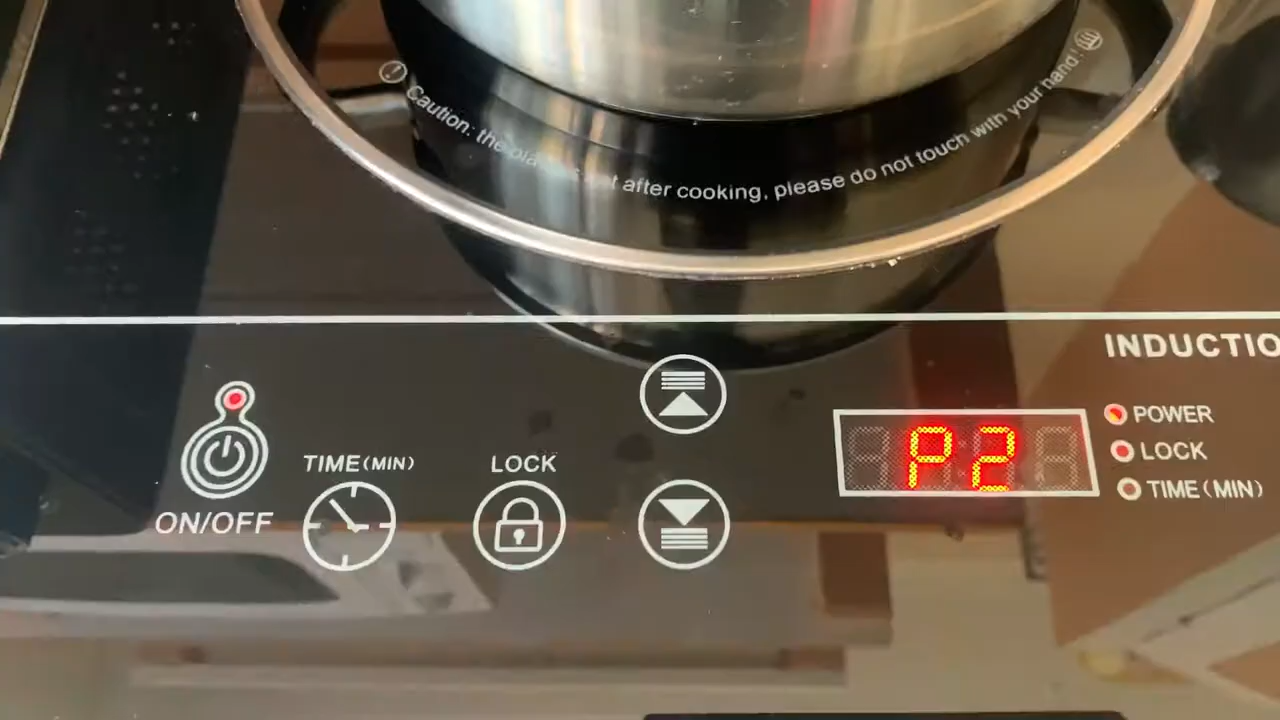 Caution: the after cooking, please do not touch with your hand!
INDUCTIO
POWER
P2
LOCK
TIME(MIN)
TIME(MIN)
LOCK
ON/OFF